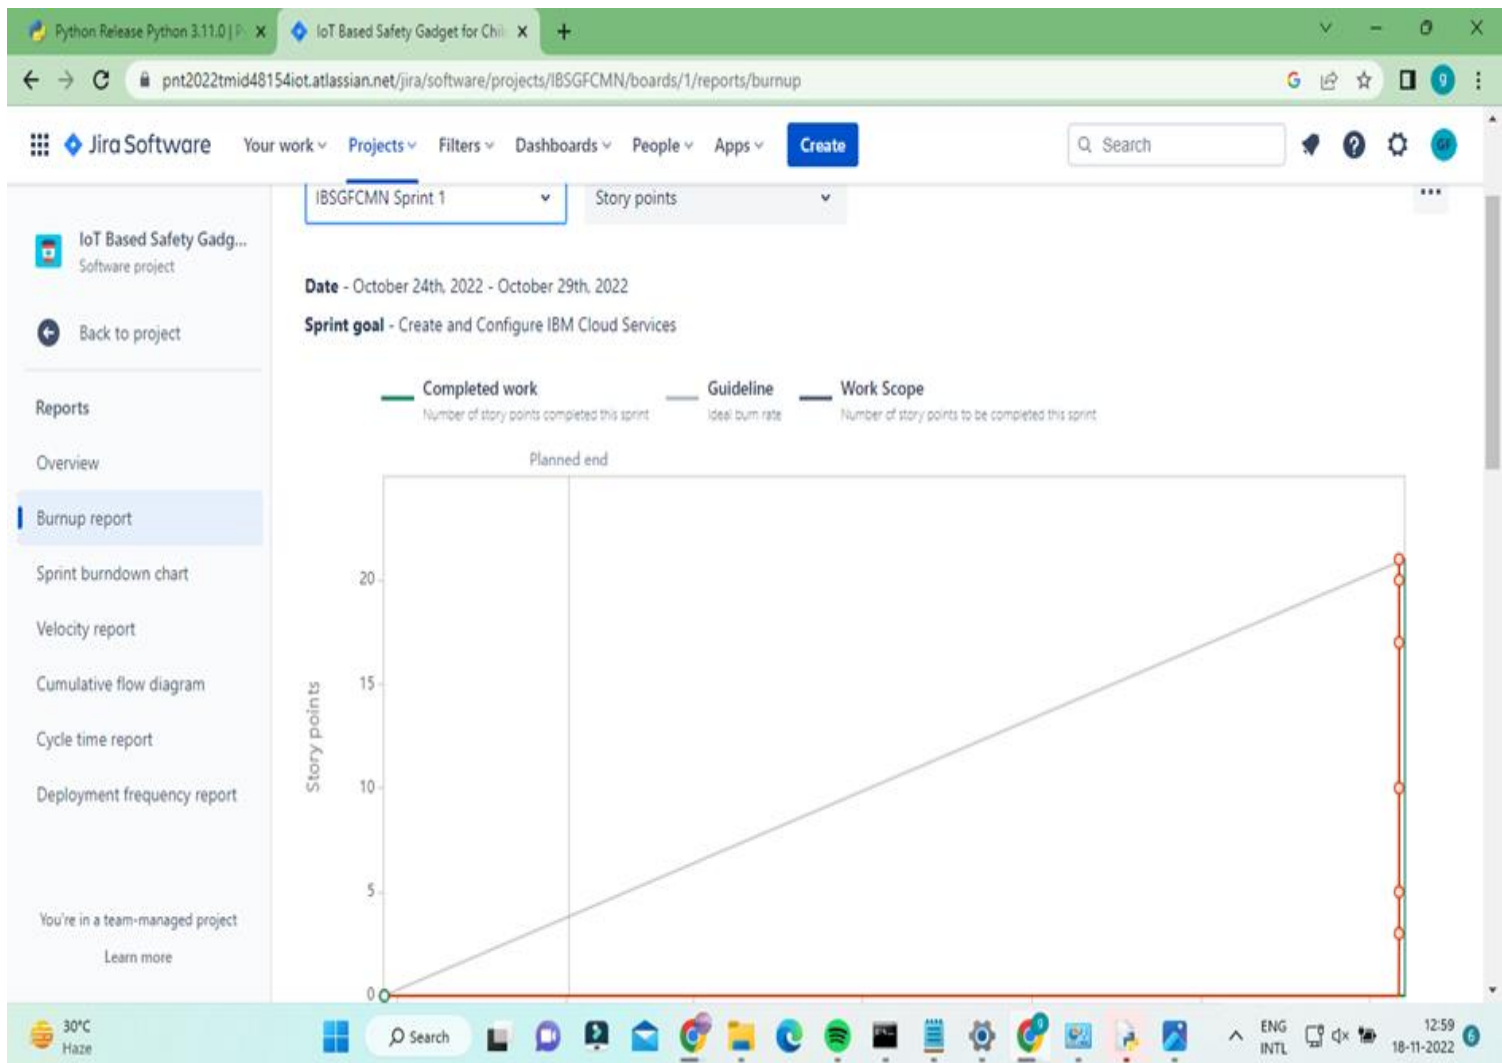 Python Release Python 3.11.0 | P
IoT Based Safety Gadget for Chil
pnt2022tmid48154iot.atlassian.net/jira/software/projects/IBSGFCMN/boards/1/reports/burnup
G
9
Jira Software
Your work
Projects
Filters
Dashboards
People
Apps
Create
Search
GF
IBSGFCMN Sprint 1
Story points
IoT Based Safety Gadg...
Software project
Back to project
Reports
Overview
Burnup report
Sprint burndown chart
Velocity report
Cumulative flow diagram
Cycle time report
Deployment frequency report
You're in a team-managed project
Learn more
Date - October 24th, 2022 - October 29th, 2022
Sprint goal - Create and Configure IBM Cloud Services
Completed work
Number of story points completed this sprint
Guideline
Ideal burn rate
Work Scope
Number of story points to be completed this sprint
Planned end
Story points
20
15
10
5
0
30°C
Haze
Search
9
ENG
INTL
12:59
18-11-2022
6